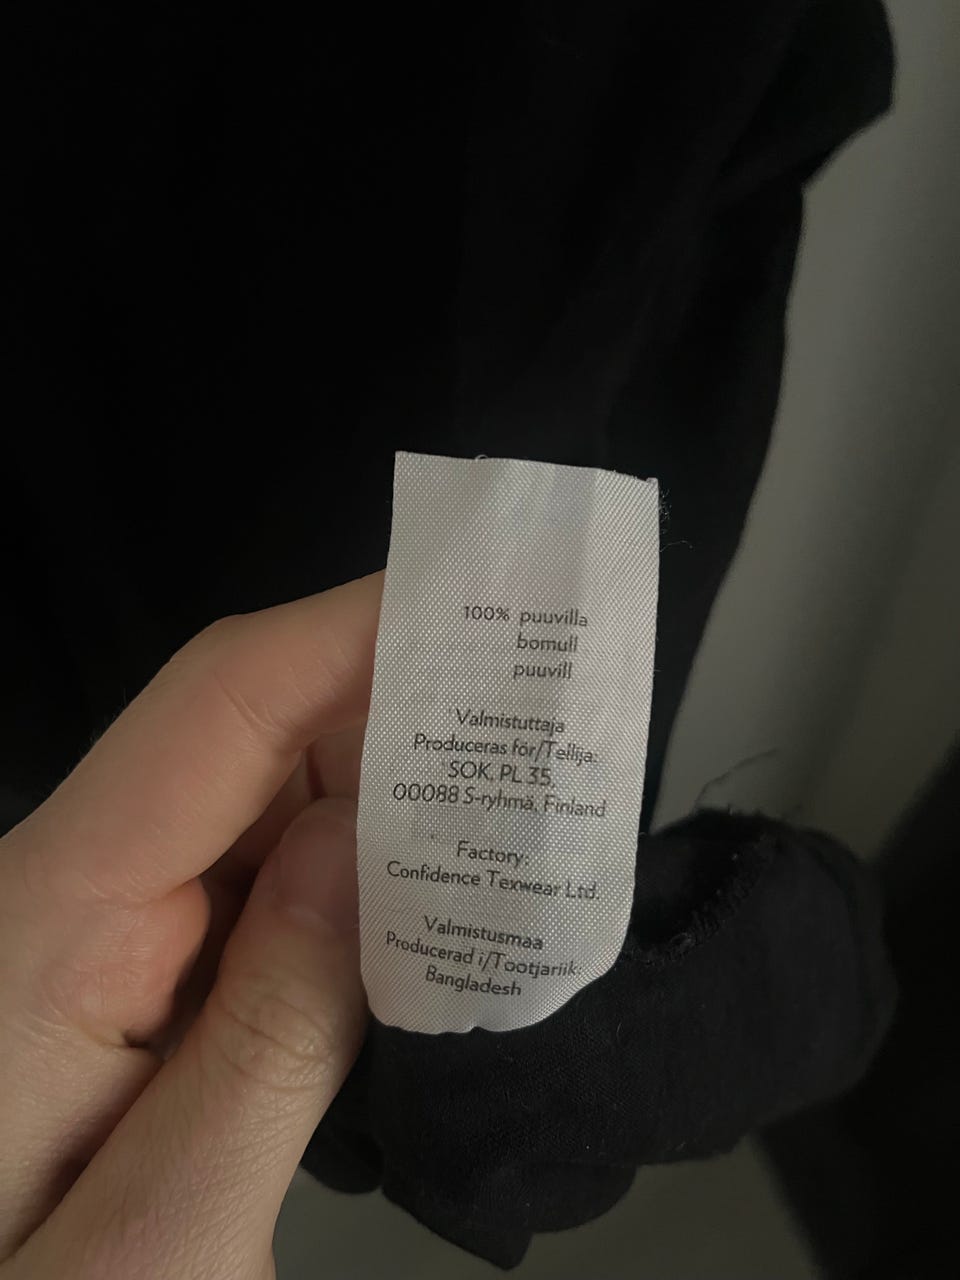 100% puuvilla
bomull
puuvill
Valmistuttaja
Produceras för/Tellija:
SOK, PL 35,
00088 S-ryhmä, Finland
Factory:
Confidence Texwear Ltd.
Valmistusmaa
Producerad i/Tootjariik:
Bangladesh